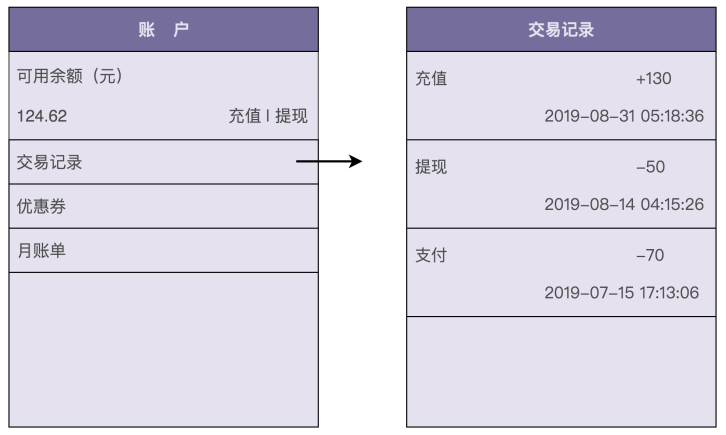 账 户
可用余额（元）
124.62 充值 | 提现
交易记录
优惠券
月账单
交易记录
充值 +130
2019-08-31 05:18:36
提现 -50
2019-08-14 04:15:26
支付 -70
2019-07-15 17:13:06